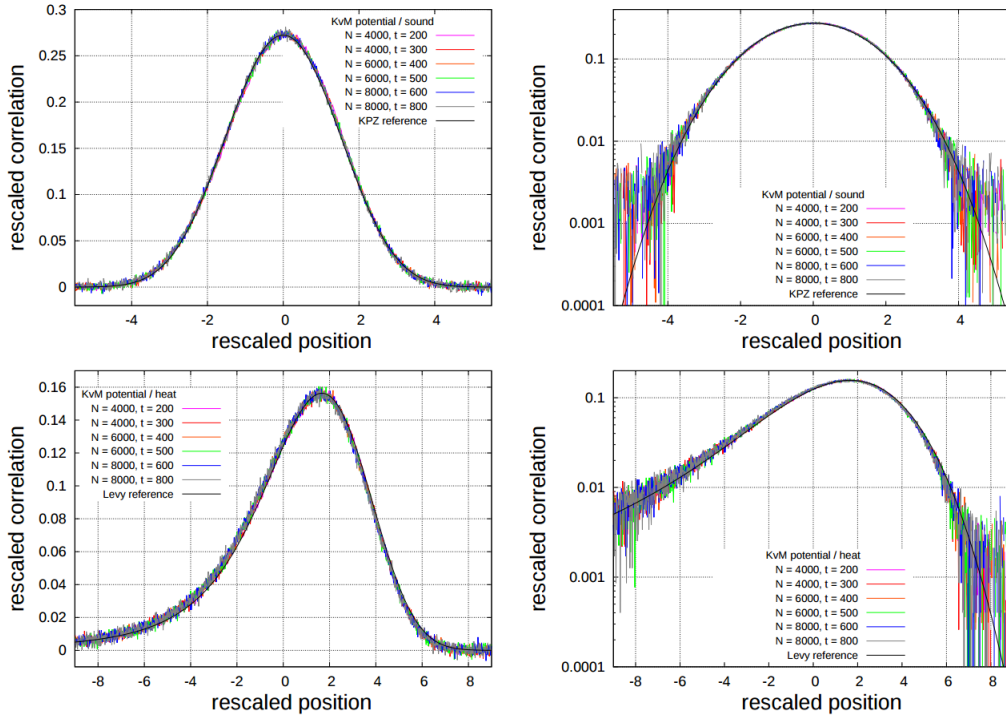 0.3
0.25
0.2
0.15
0.1
0.05
0
-4
-2
0
2
4
rescaled correlation
rescaled position
KvM potential / sound
N = 4000, t = 200
N = 4000, t = 300
N = 6000, t = 400
N = 6000, t = 500
N = 8000, t = 600
N = 8000, t = 800
KPZ reference
0.1
0.01
0.001
0.0001
-4
-2
0
2
4
rescaled correlation
rescaled position
KvM potential / sound
N = 4000, t = 200
N = 4000, t = 300
N = 6000, t = 400
N = 6000, t = 500
N = 8000, t = 600
N = 8000, t = 800
KPZ reference
0.16
0.14
0.12
0.1
0.08
0.06
0.04
0.02
0
-8
-6
-4
-2
0
2
4
6
8
rescaled correlation
rescaled position
KvM potential / heat
N = 4000, t = 200
N = 4000, t = 300
N = 6000, t = 400
N = 6000, t = 500
N = 8000, t = 600
N = 8000, t = 800
Levy reference
0.1
0.01
0.001
0.0001
-8
-6
-4
-2
0
2
4
6
8
rescaled correlation
rescaled position
KvM potential / heat
N = 4000, t = 200
N = 4000, t = 300
N = 6000, t = 400
N = 6000, t = 500
N = 8000, t = 600
N = 8000, t = 800
Levy reference